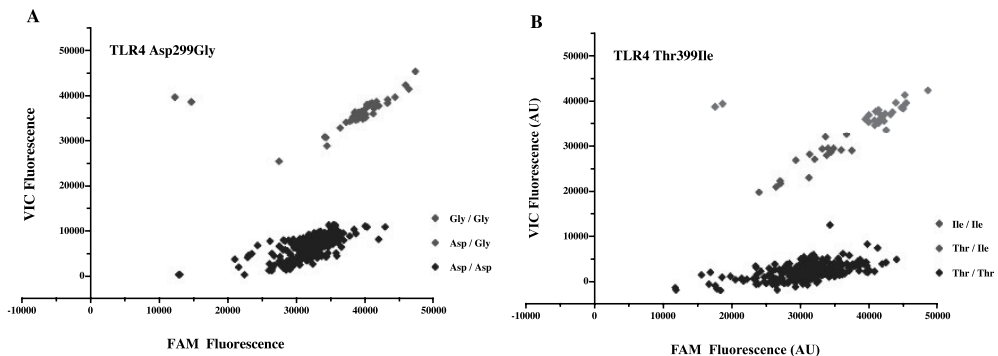 A
TLR4 Asp299Gly
VIC Fluorescence
50000
40000
30000
20000
10000
0
-10000
0
10000
20000
30000
40000
50000
FAM Fluorescence
Gly / Gly
Asp / Gly
Asp / Asp
B
TLR4 Thr399Ile
VIC Fluorescence (AU)
50000
40000
30000
20000
10000
0
-10000
0
10000
20000
30000
40000
50000
FAM Fluorescence (AU)
Ile / Ile
Thr / Ile
Thr / Thr